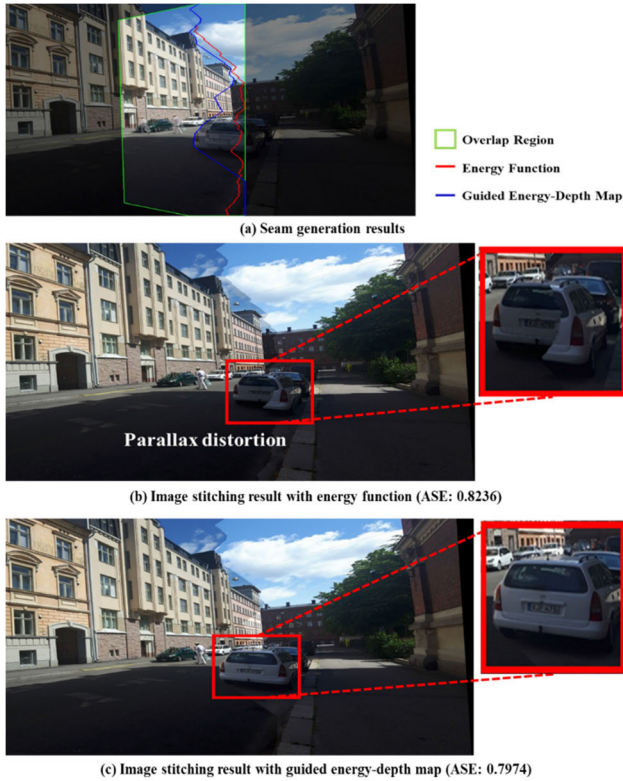 Overlap Region
Energy Function
Guided Energy-Depth Map
(a) Seam generation results
Parallax distortion
(b) Image stitching result with energy function (ASE: 0.8236)
(c) Image stitching result with guided energy-depth map (ASE: 0.7974)